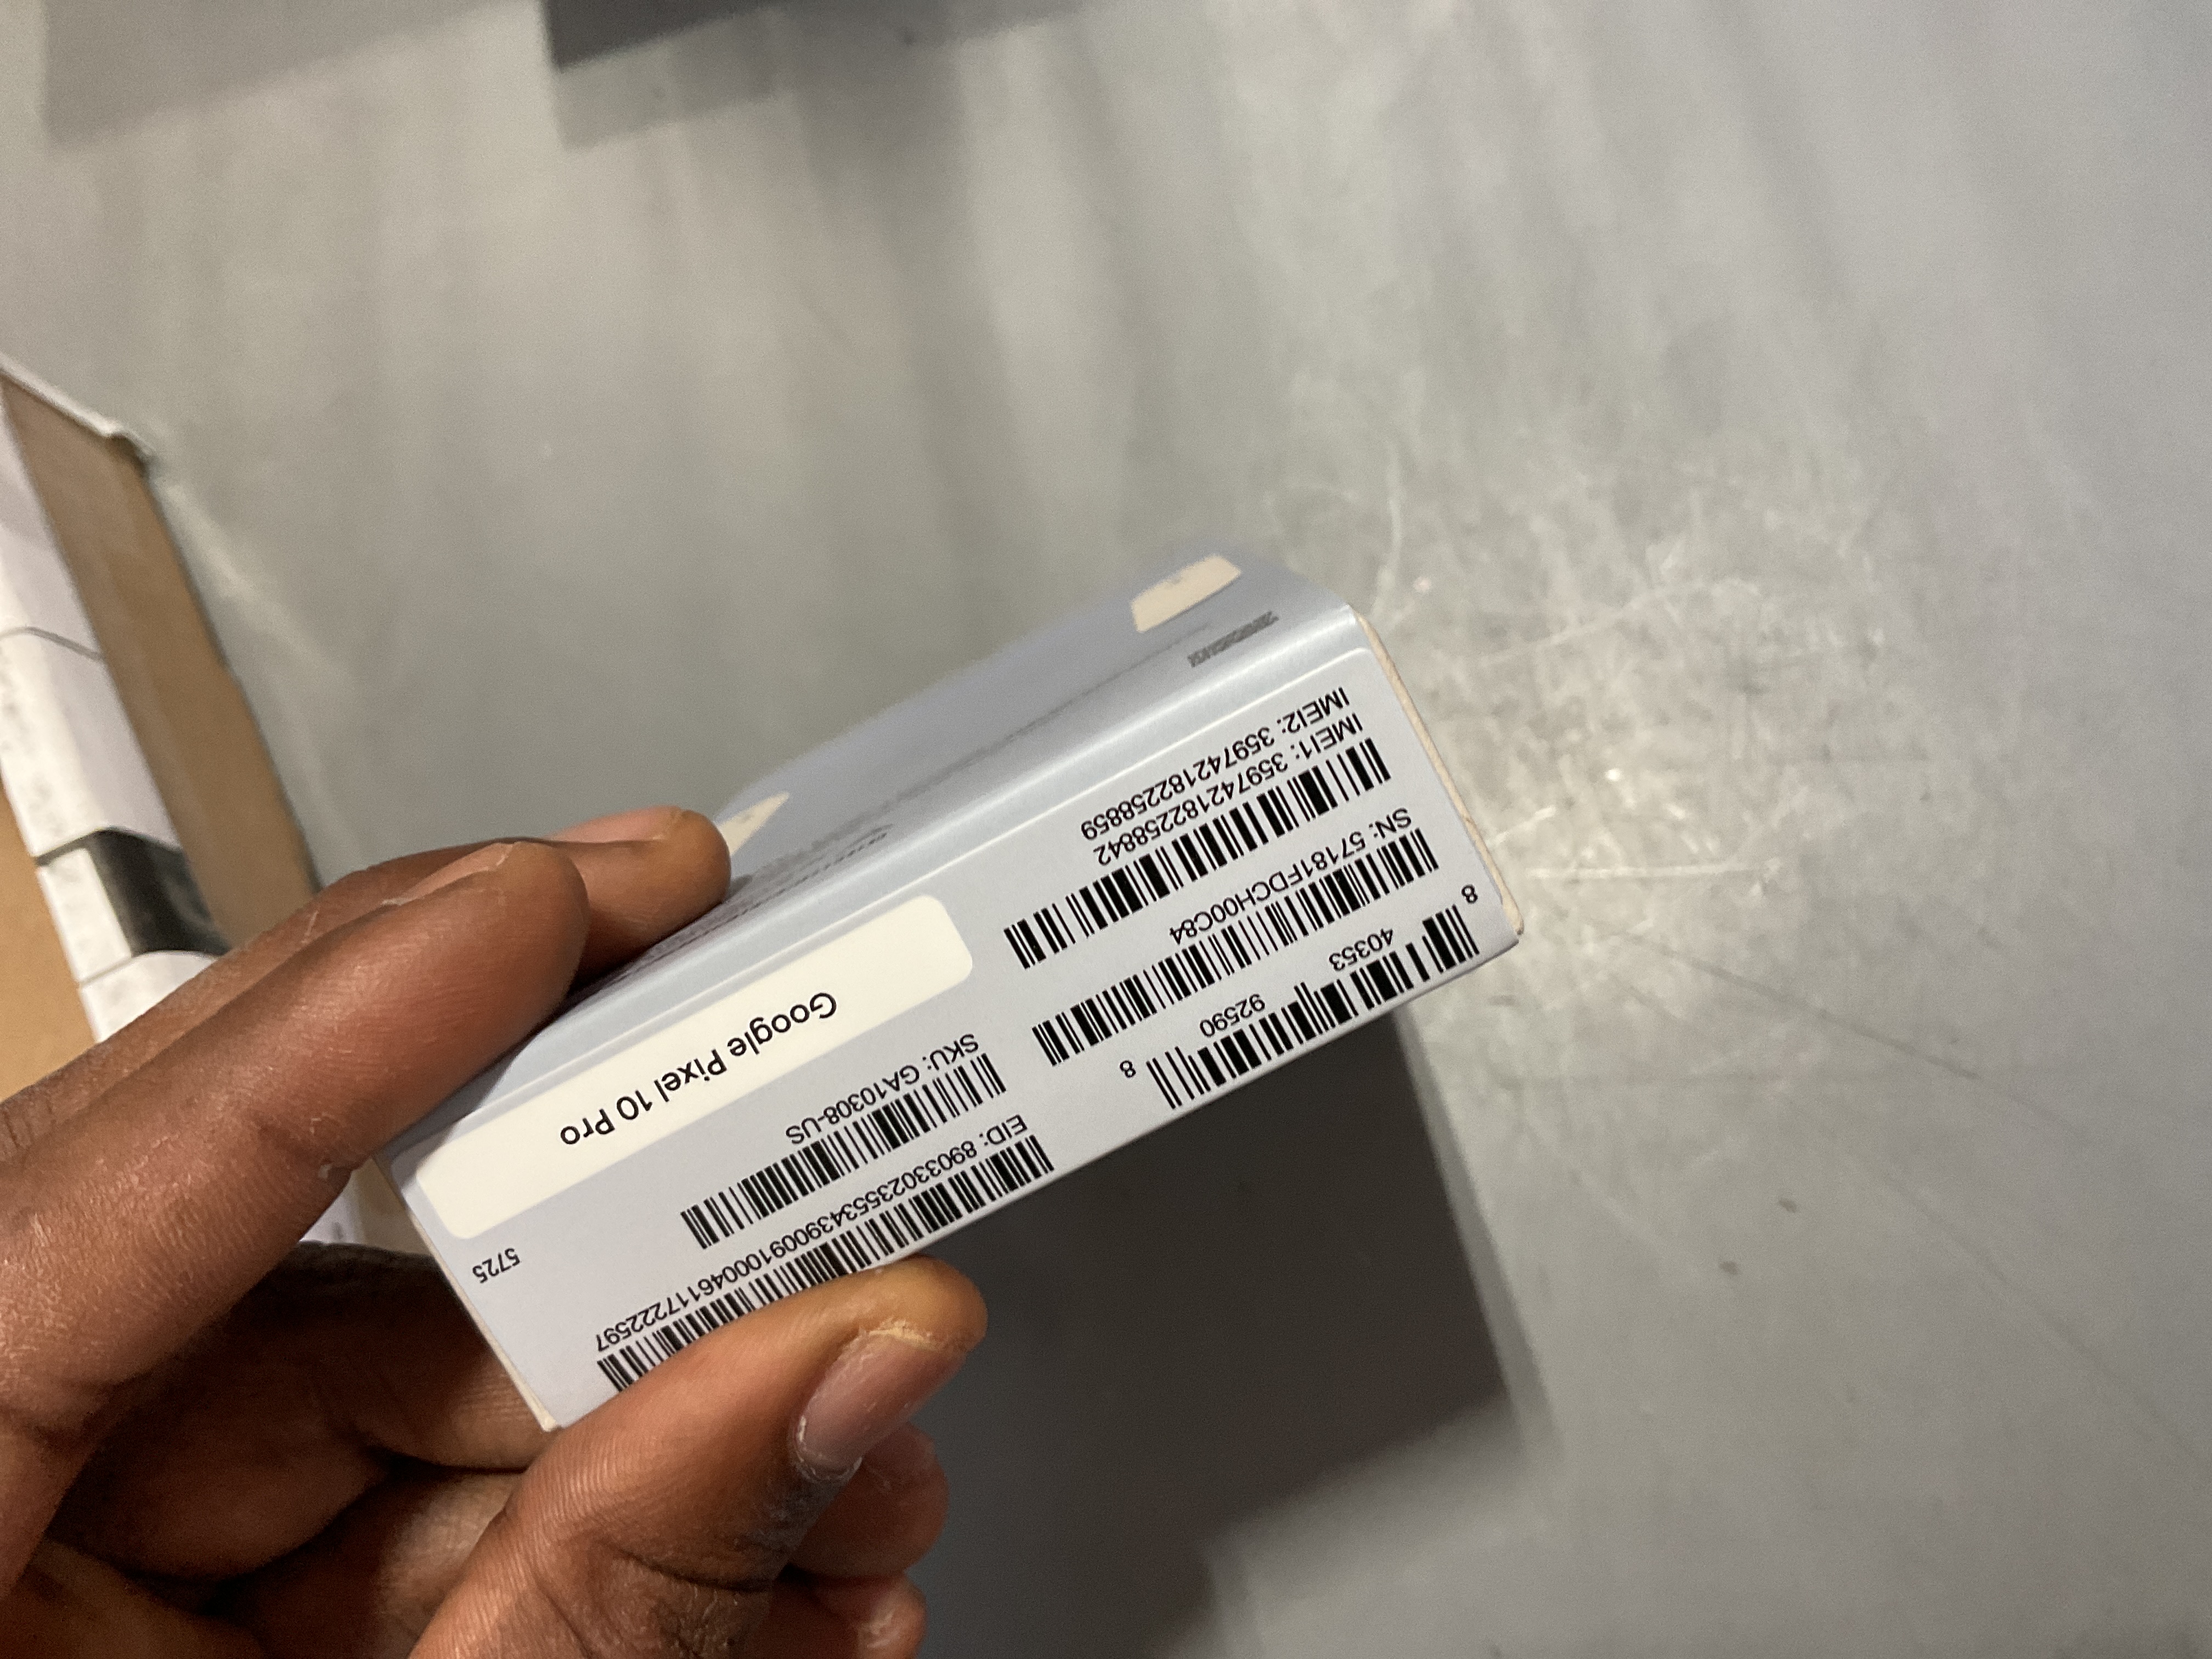 Google Pixel 10 Pro
5725
SKU: GA10308-US
EID: 89033023553439009100046117722597
IMEI2: 359742182258859
IMEI1: 359742182258842
SN: 57181FDCH00C84
8 40353 92590 8